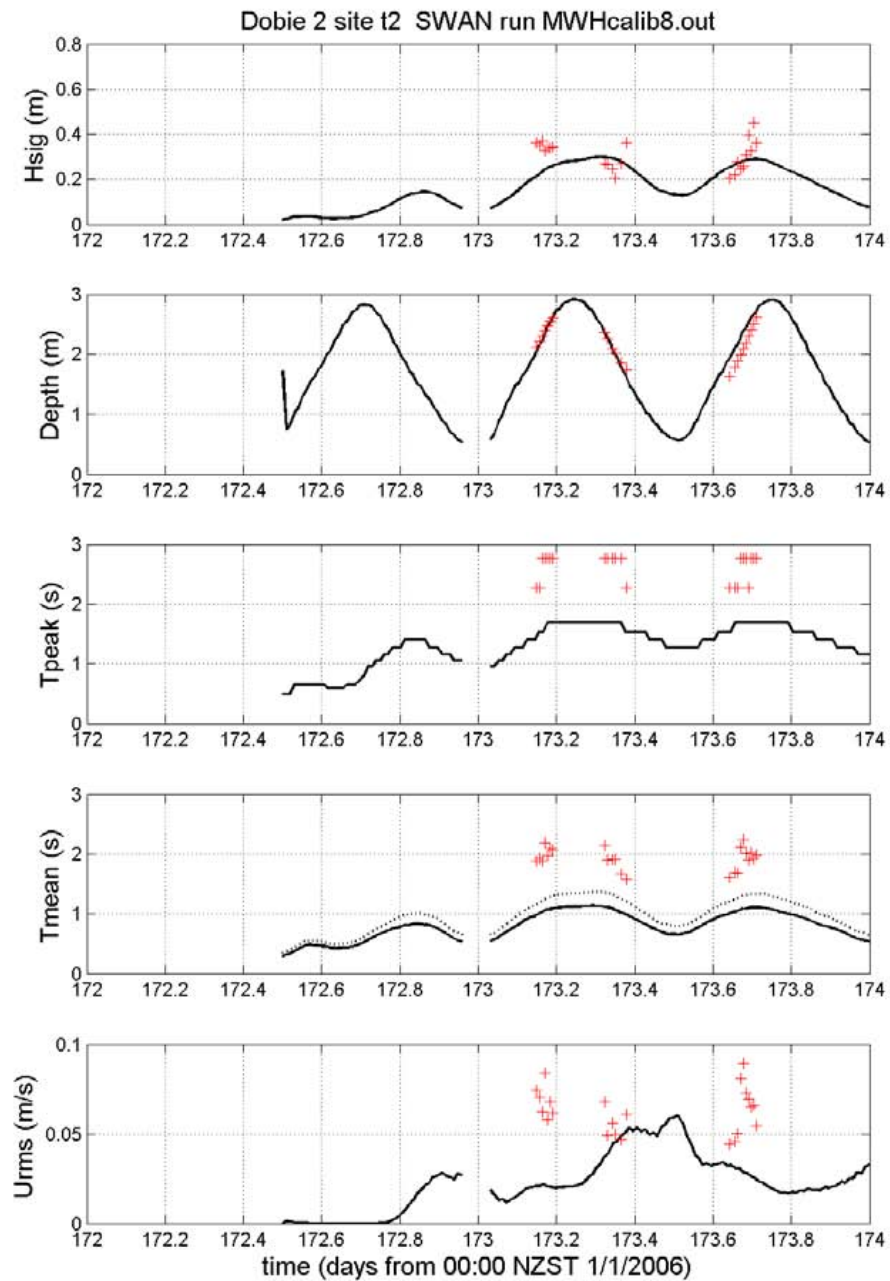 Dobie 2 site t2 SWAN run MWHcalib8.out
0.8
0.6
0.4
0.2
0
Hsig (m)
172 172.2 172.4 172.6 172.8 173 173.2 173.4 173.6 173.8 174
3
2
1
0
Depth (m)
172 172.2 172.4 172.6 172.8 173 173.2 173.4 173.6 173.8 174
3
2
1
0
Tpeak (s)
172 172.2 172.4 172.6 172.8 173 173.2 173.4 173.6 173.8 174
3
2
1
0
Tmean (s)
172 172.2 172.4 172.6 172.8 173 173.2 173.4 173.6 173.8 174
0.1
0.05
0
Urms (m/s)
172 172.2 172.4 172.6 172.8 173 173.2 173.4 173.6 173.8 174
time (days from 00:00 NZST 1/1/2006)